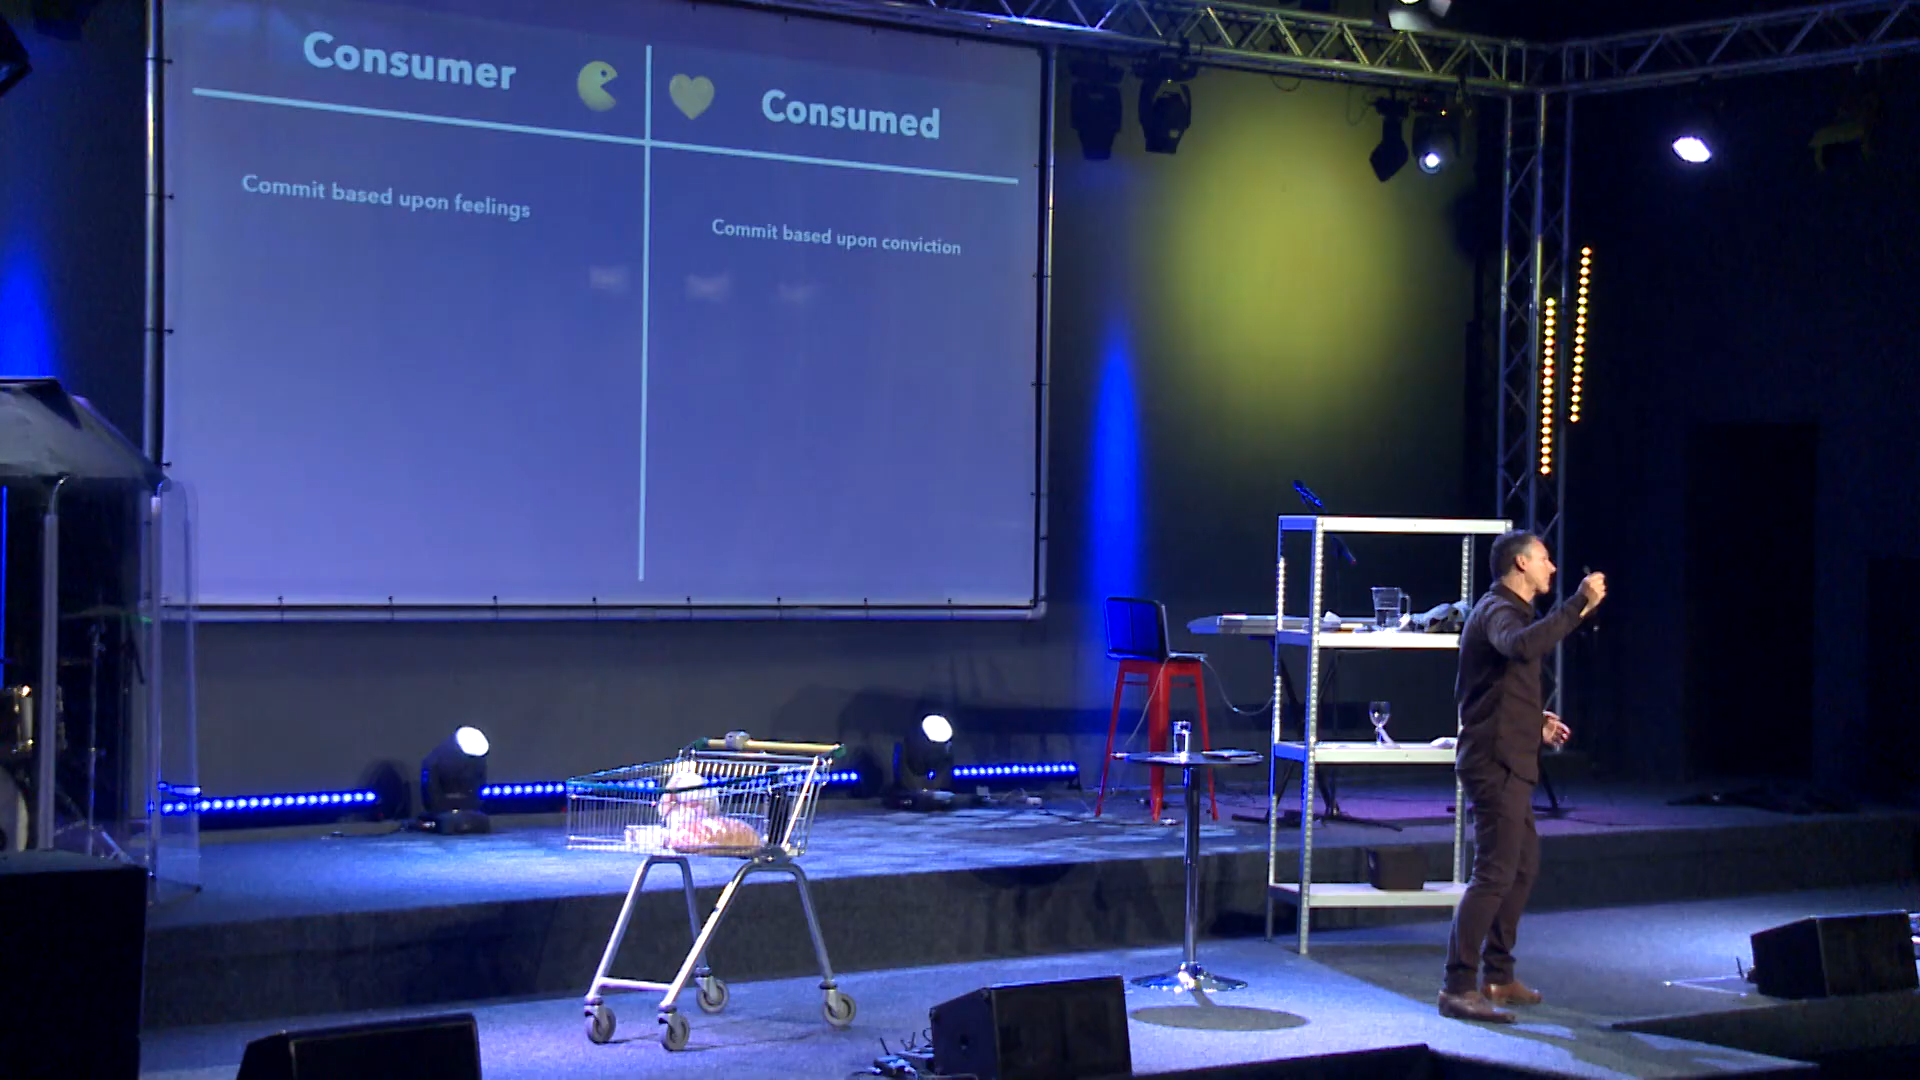 Consumer
Consumed
Commit based upon feelings
Commit based upon conviction